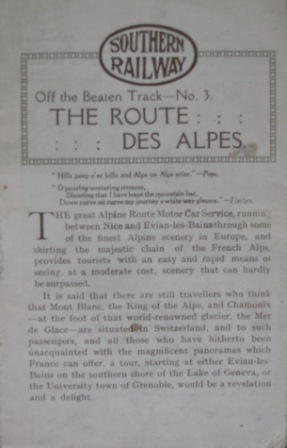 SOUTHERN
RAILWAY
Off the Beaten Track—No. 3.
THE ROUTE : : :
: : : DES ALPES.
"Hills peep o'er hills and Alps on Alps arise."—Pope.
"O pouring westering streams,
Shouting that I have leapt the mountain bar,
Down curve on curve my journey's white way gleams."
THE great Alpine Route Motor Car Service, running
between Nice and Evian-les-Bains through some
of the finest Alpine scenery in Europe, and
skirting the majestic chain of the French Alps,
provides tourists with an easy and rapid means of
seeing, at a moderate cost, scenery that can hardly
be surpassed.
It is said that there are still travellers who think
that Mont Blanc, the King of the Alps, and Chamonix
—at the foot of that world-renowned glacier, the Mer
de Glace—are situated in Switzerland, and to such
passengers, and all those who have hitherto been
unacquainted with the magnificent panoramas which
France can offer, a tour, starting at either Evian-les-
Bains on the southern shore of the Lake of Geneva, or
the University town of Grenoble, would be a revelation
and a delight.